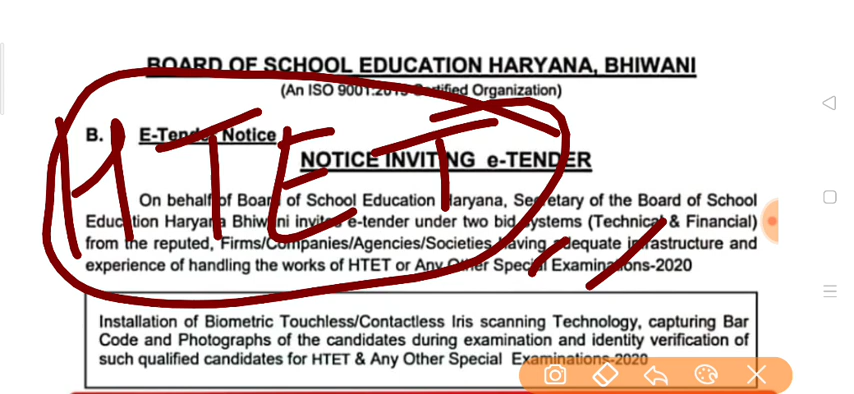 BOARD OF SCHOOL EDUCATION HARYANA, BHIWANI
(An ISO 9001:2015 Certified Organization)
B. E-Tender Notice
HTET
NOTICE INVITING e-TENDER
On behalf of Board of School Education Haryana, Secretary of the Board of School
Education Haryana Bhiwani invites e-tender under two bid systems (Technical & Financial)
from the reputed, Firms/Companies/Agencies/Societies having adequate infrastructure and
experience of handling the works of HTET or Any Other Special Examinations-2020
Installation of Biometric Touchless/Contactless Iris scanning Technology, capturing Bar
Code and Photographs of the candidates during examination and identity verification of
such qualified candidates for HTET & Any Other Special Examinations-2020